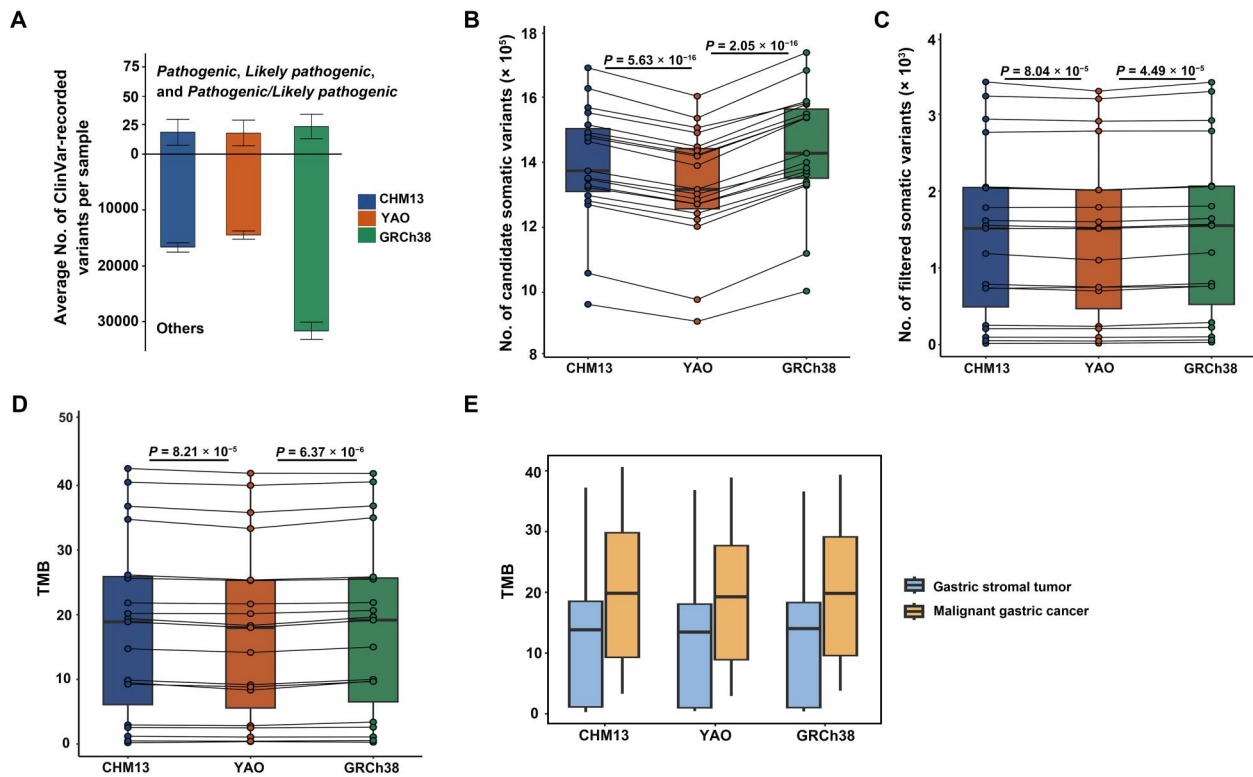 A
Average No. of ClinVar-recorded
variants per sample
75
50
25
0
10000
20000
30000
Pathogenic, Likely pathogenic,
and Pathogenic/Likely pathogenic
Others
CHM13
YAO
GRCh38
B
No. of candidate somatic variants (× 10⁵)
18
16
14
12
10
8
P = 5.63 × 10⁻¹⁶
P = 2.05 × 10⁻¹⁶
CHM13
YAO
GRCh38
C
No. of filtered somatic variants (× 10³)
4
3
2
1
0
P = 8.04 × 10⁻⁵
P = 4.49 × 10⁻⁵
CHM13
YAO
GRCh38
D
TMB
50
40
30
20
10
0
P = 8.21 × 10⁻⁵
P = 6.37 × 10⁻⁶
CHM13
YAO
GRCh38
E
TMB
40
30
20
10
0
CHM13
YAO
GRCh38
Gastric stromal tumor
Malignant gastric cancer